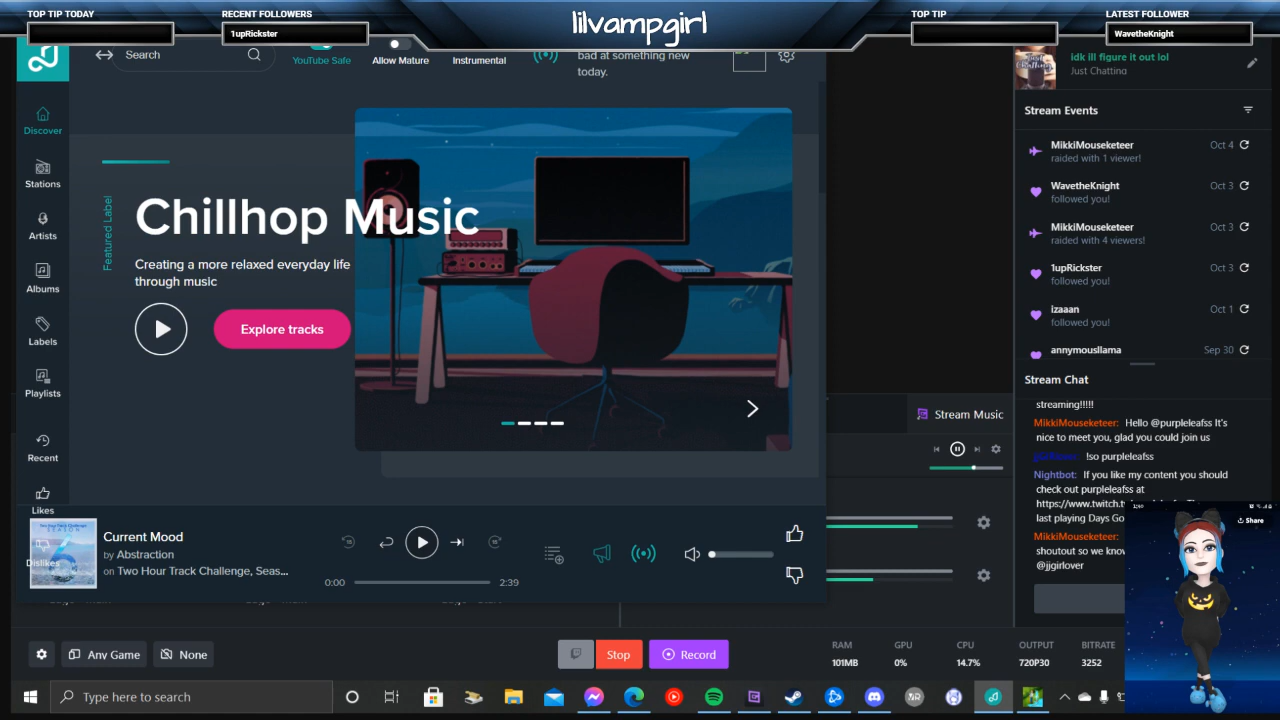 TOP TIP TODAY
RECENT FOLLOWERS
1upRickster
lilvampgirl
TOP TIP
LATEST FOLLOWER
WavetheKnight
Search
YouTube Safe
Allow Mature
Instrumental
bad at something new
today.
Discover
Stations
Artists
Albums
Labels
Playlists
Recent
Likes
Dislikes
Featured Label
Chillhop Music
Creating a more relaxed everyday life
through music
Explore tracks
Current Mood
by Abstraction
on Two Hour Track Challenge, Seas...
0:00
2:39
idk ill figure it out lol
Just Chatting
Stream Events
MikkiMouseketeer Oct 4
raided with 1 viewer!
WavetheKnight Oct 3
followed you!
MikkiMouseketeer Oct 3
raided with 4 viewers!
1upRickster Oct 3
followed you!
izaaan Oct 1
followed you!
annymousllama Sep 30
Stream Chat
streaming!!!!!
MikkiMouseketeer: Hello @purpleleafss It's
nice to meet you, glad you could join us
!so purpleleafss
Nightbot: If you like my content you should
check out purpleleafss at
https://www.twitch.tv
last playing Days Go
MikkiMouseketeer:
shoutout so we know
@jjgirlover
Stream Music
Share
Any Game
None
Stop
Record
RAM
101MB
GPU
0%
CPU
14.7%
OUTPUT
720P30
BITRATE
3252
Type here to search